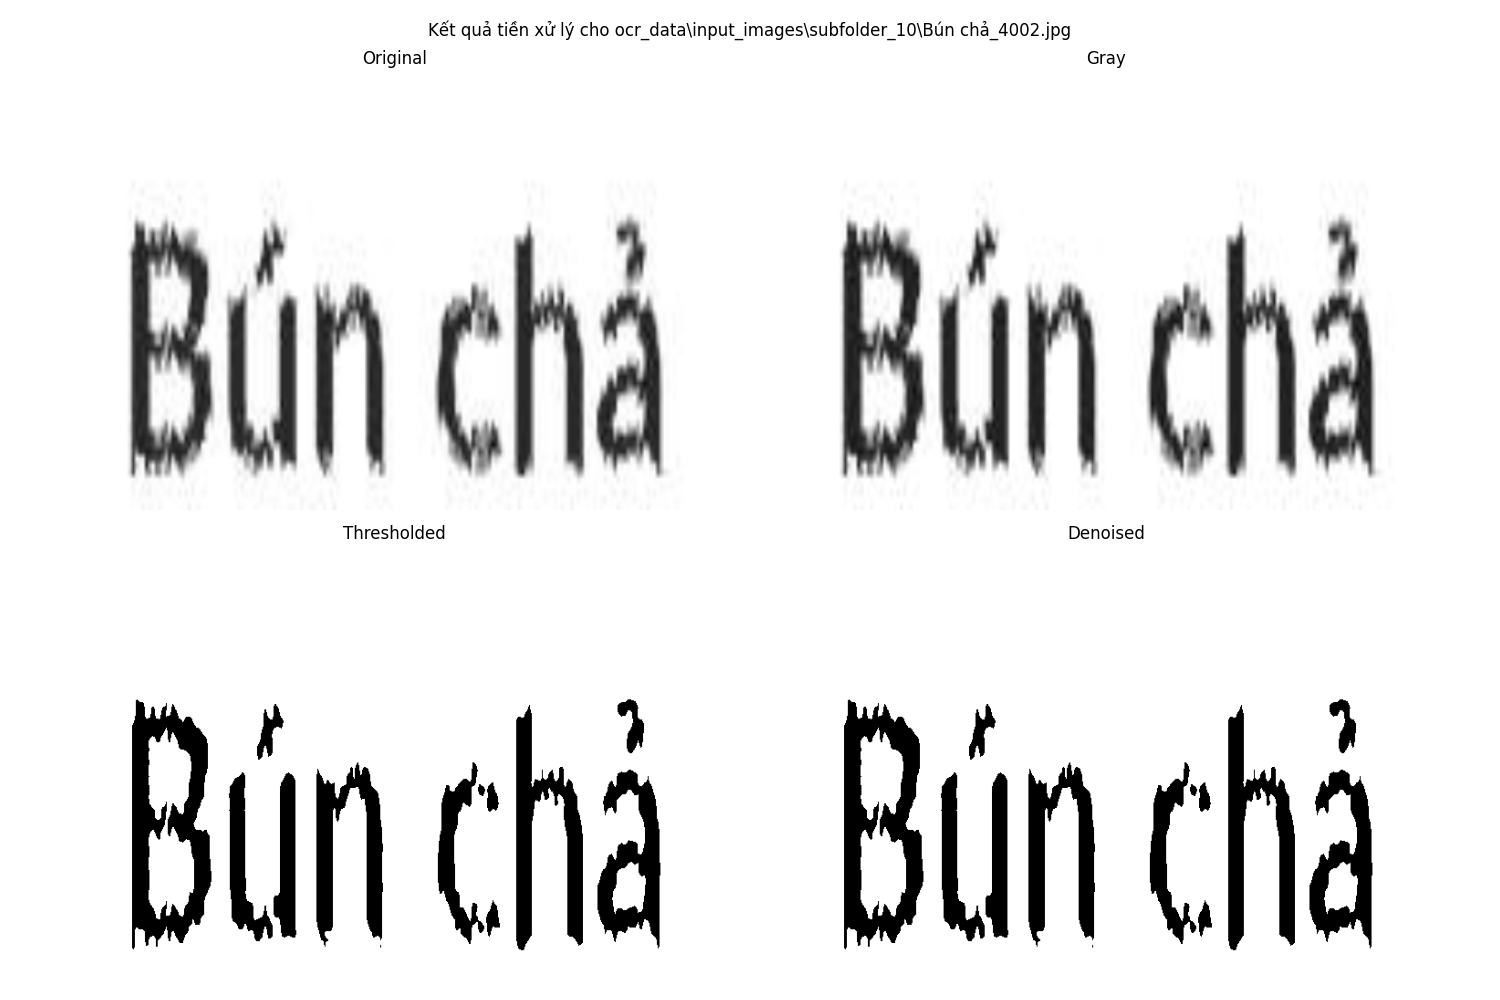 Kết quả tiền xử lý cho ocr_data\input_images\subfolder_10\Bún chả_4002.jpg
Original
Gray
Bún chả
Bún chả
Thresholded
Denoised
Bún chả
Bún chả